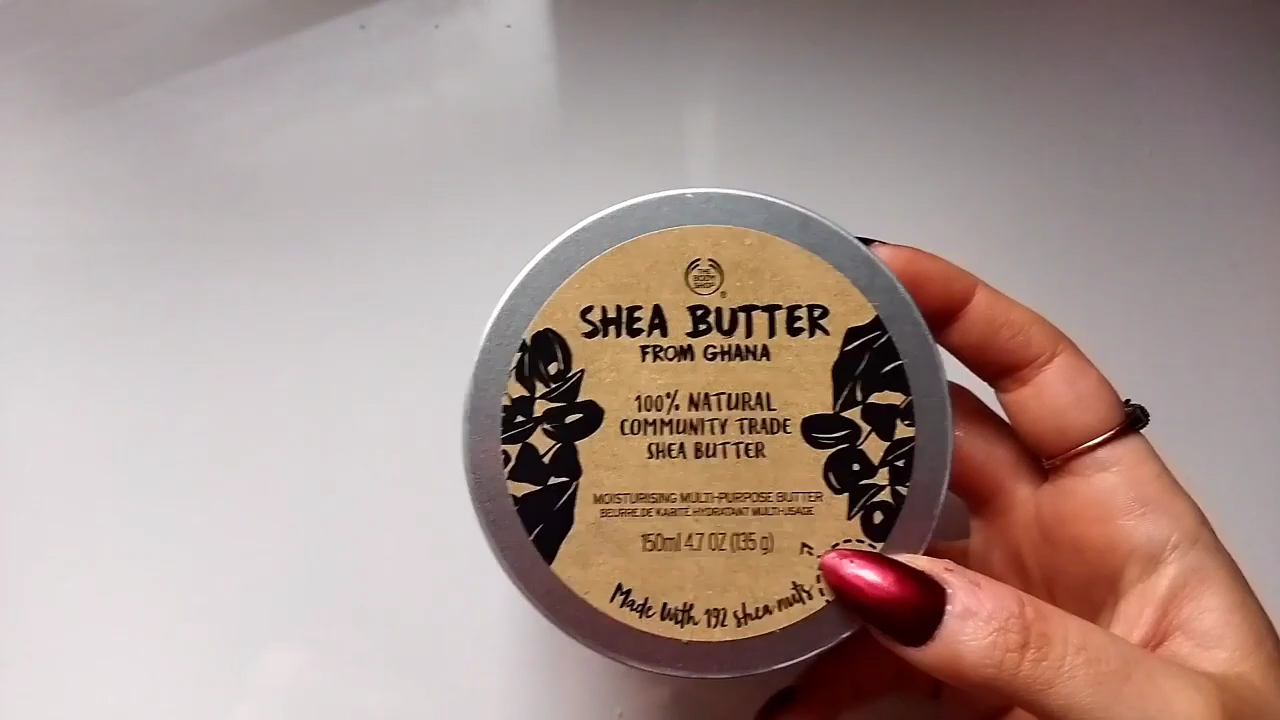 THE
BODY
SHOP
®
SHEA BUTTER
FROM GHANA
100% NATURAL
COMMUNITY TRADE
SHEA BUTTER
MOISTURISING MULTI-PURPOSE BUTTER
BEURRE DE KARITÉ HYDRATANT MULTI-USAGE
150ml 4.7 OZ (135 g)
Made with 192 shea nuts